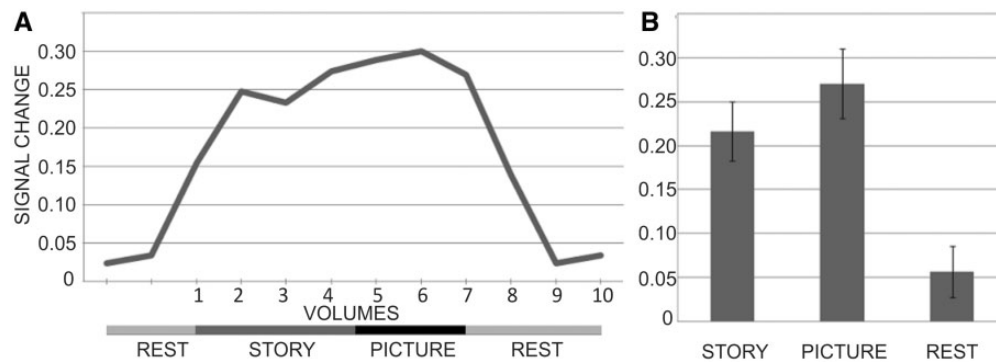 A
SIGNAL CHANGE
0.30
0.25
0.20
0.15
0.10
0.05
0
1 2 3 4 5 6 7 8 9 10
VOLUMES
REST STORY PICTURE REST
B
0.30
0.25
0.20
0.15
0.10
0.05
0
STORY PICTURE REST